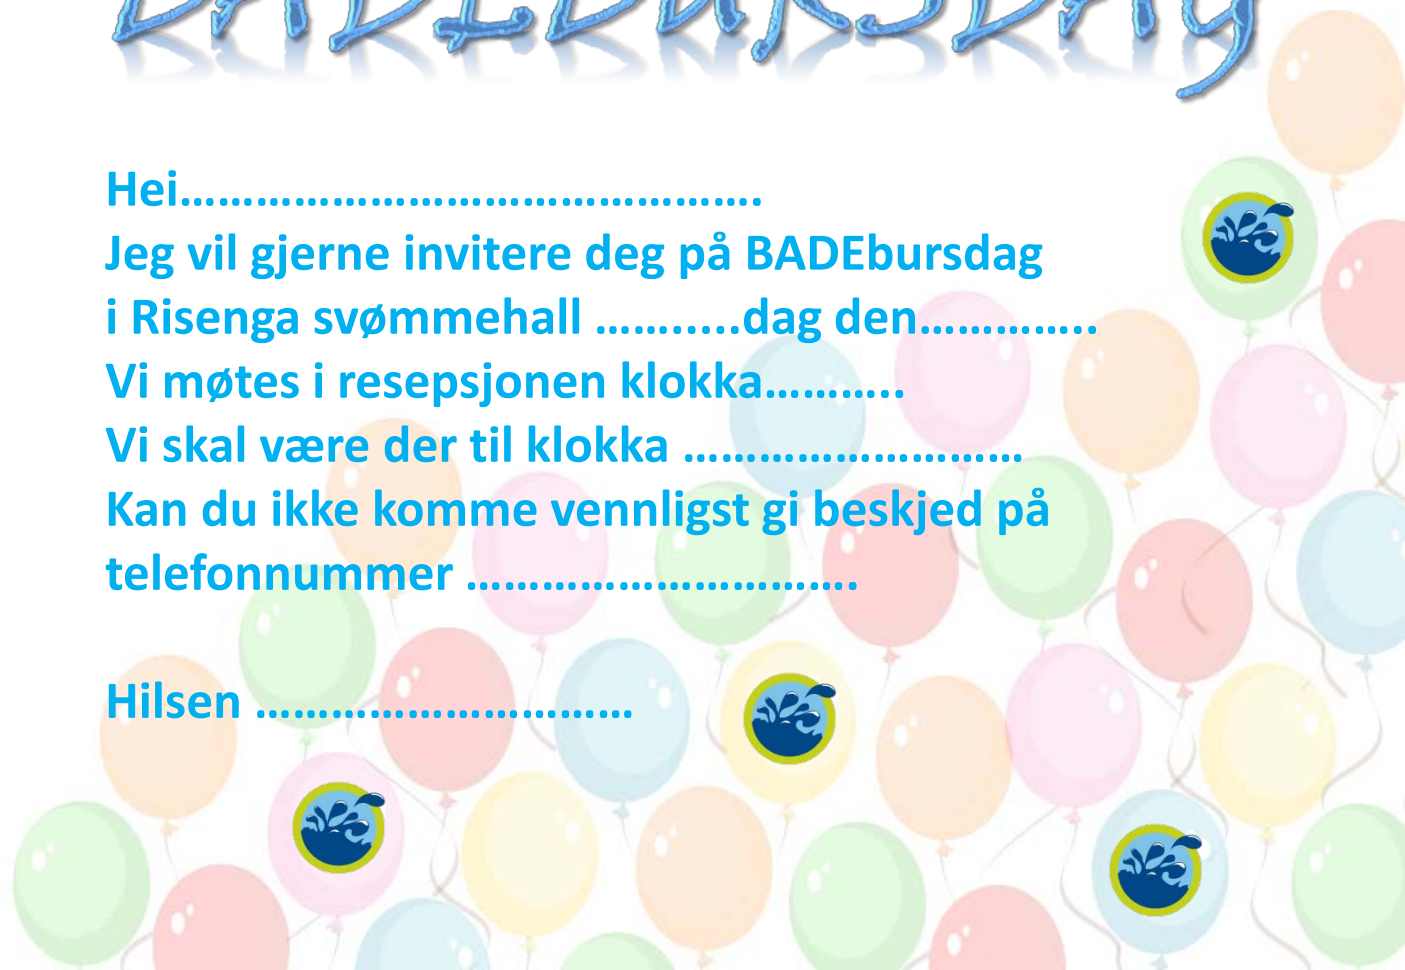 BADEBURSDAG
Hei…………………………………………….
Jeg vil gjerne invitere deg på BADEbursdag
i Risenga svømmehall ……......dag den…………..
Vi møtes i resepsjonen klokka………..
Vi skal være der til klokka ………………………
Kan du ikke komme vennligst gi beskjed på
telefonnummer ………………………….
Hilsen …………………………